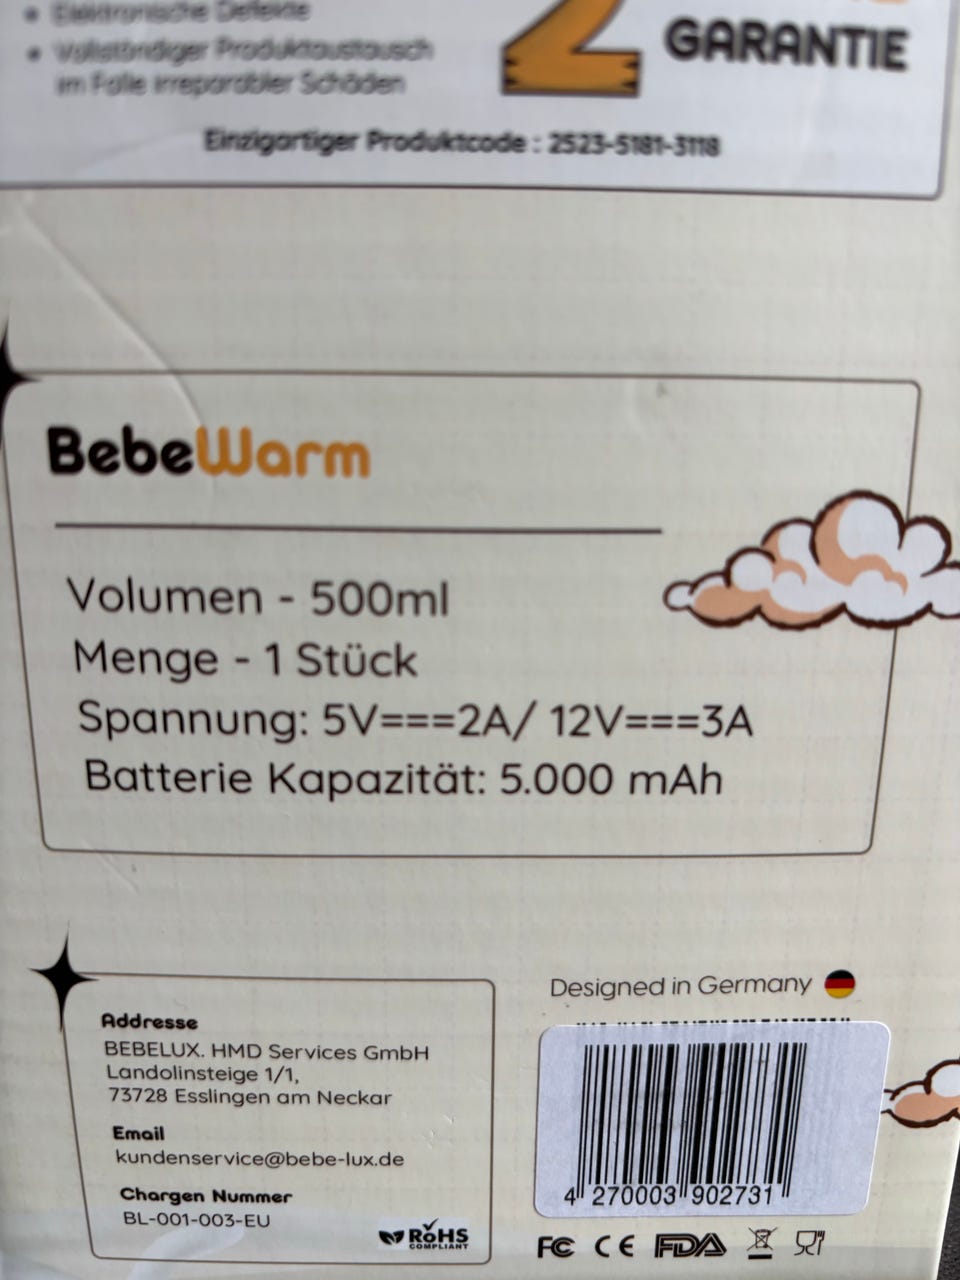 Elektronische Defekte
Vollständiger Produktaustausch
im Falle irreparabler Schäden
2
GARANTIE
Einzigartiger Produktcode : 2523-5181-3118
BebeWarm
Volumen - 500ml
Menge - 1 Stück
Spannung: 5V===2A/ 12V===3A
Batterie Kapazität: 5.000 mAh
Addresse
BEBELUX. HMD Services GmbH
Landolinsteige 1/1,
73728 Esslingen am Neckar
Email
kundenservice@bebe-lux.de
Chargen Nummer
BL-001-003-EU
RoHS
COMPLIANT
Designed in Germany
4 270003 902731
FC CE FDA